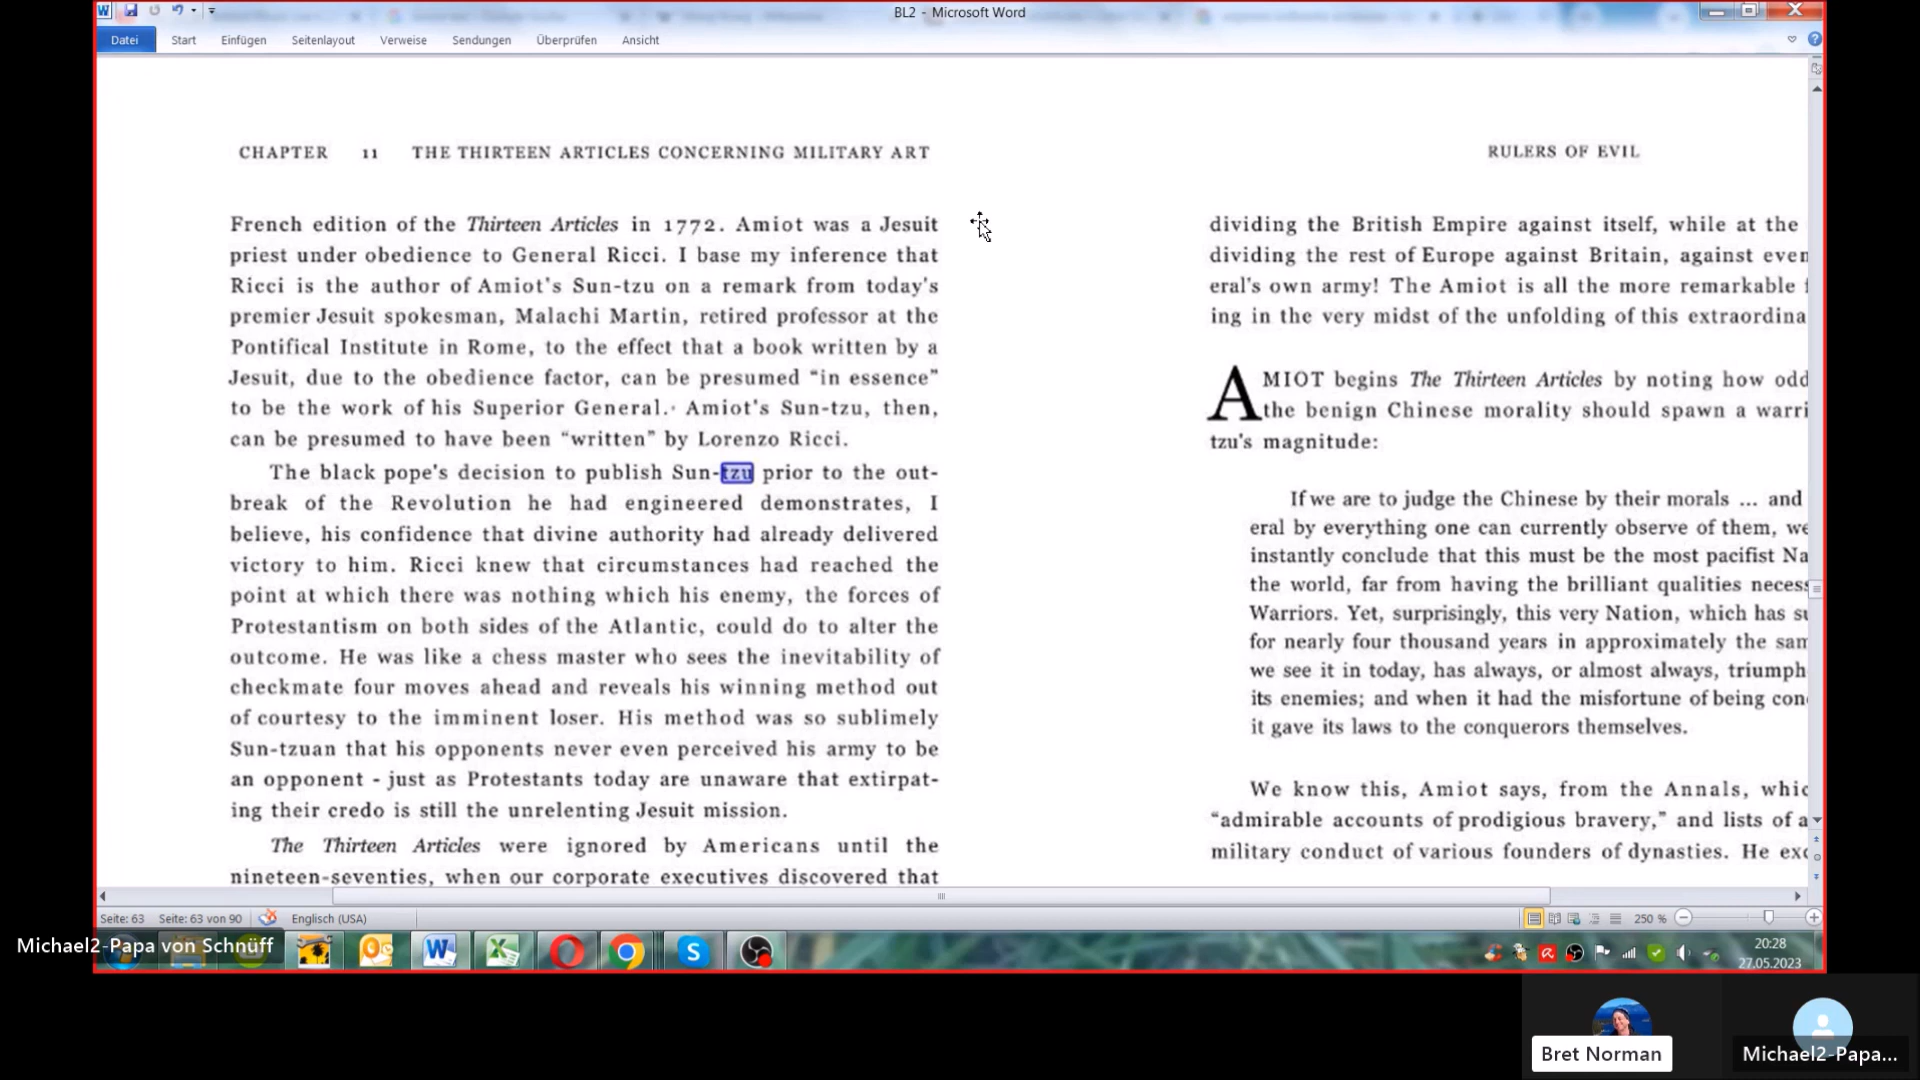 BL2 - Microsoft Word
Datei Start Einfügen Seitenlayout Verweise Sendungen Überprüfen Ansicht
CHAPTER 11 THE THIRTEEN ARTICLES CONCERNING MILITARY ART
French edition of the Thirteen Articles in 1772. Amiot was a Jesuit
priest under obedience to General Ricci. I base my inference that
Ricci is the author of Amiot's Sun-tzu on a remark from today's
premier Jesuit spokesman, Malachi Martin, retired professor at the
Pontifical Institute in Rome, to the effect that a book written by a
Jesuit, due to the obedience factor, can be presumed “in essence”
to be the work of his Superior General. Amiot's Sun-tzu, then,
can be presumed to have been “written” by Lorenzo Ricci.
The black pope's decision to publish Sun-tzu prior to the out-
break of the Revolution he had engineered demonstrates, I
believe, his confidence that divine authority had already delivered
victory to him. Ricci knew that circumstances had reached the
point at which there was nothing which his enemy, the forces of
Protestantism on both sides of the Atlantic, could do to alter the
outcome. He was like a chess master who sees the inevitability of
checkmate four moves ahead and reveals his winning method out
of courtesy to the imminent loser. His method was so sublimely
Sun-tzuan that his opponents never even perceived his army to be
an opponent - just as Protestants today are unaware that extirpat-
ing their credo is still the unrelenting Jesuit mission.
The Thirteen Articles were ignored by Americans until the
nineteen-seventies, when our corporate executives discovered that
RULERS OF EVIL
dividing the British Empire against itself, while at the
dividing the rest of Europe against Britain, against even
eral's own army! The Amiot is all the more remarkable
ing in the very midst of the unfolding of this extraordina
AMIOT begins The Thirteen Articles by noting how odd
the benign Chinese morality should spawn a warri
tzu's magnitude:
If we are to judge the Chinese by their morals ... and
eral by everything one can currently observe of them, we
instantly conclude that this must be the most pacifist Na
the world, far from having the brilliant qualities necess
Warriors. Yet, surprisingly, this very Nation, which has su
for nearly four thousand years in approximately the sam
we see it in today, has always, or almost always, triumph
its enemies; and when it had the misfortune of being con
it gave its laws to the conquerors themselves.
We know this, Amiot says, from the Annals, whic
“admirable accounts of prodigious bravery,” and lists of a
military conduct of various founders of dynasties. He exc
Seite: 63 Seite: 63 von 90 Englisch (USA) 250 %
Michael2-Papa von Schnüff
20:28
27.05.2023
Bret Norman
Michael2-Papa...